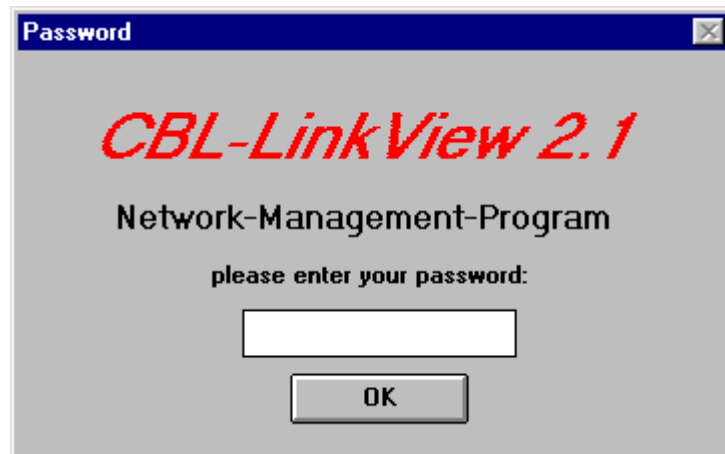 Password
CBL-LinkView 2.1
Network-Management-Program
please enter your password:
OK